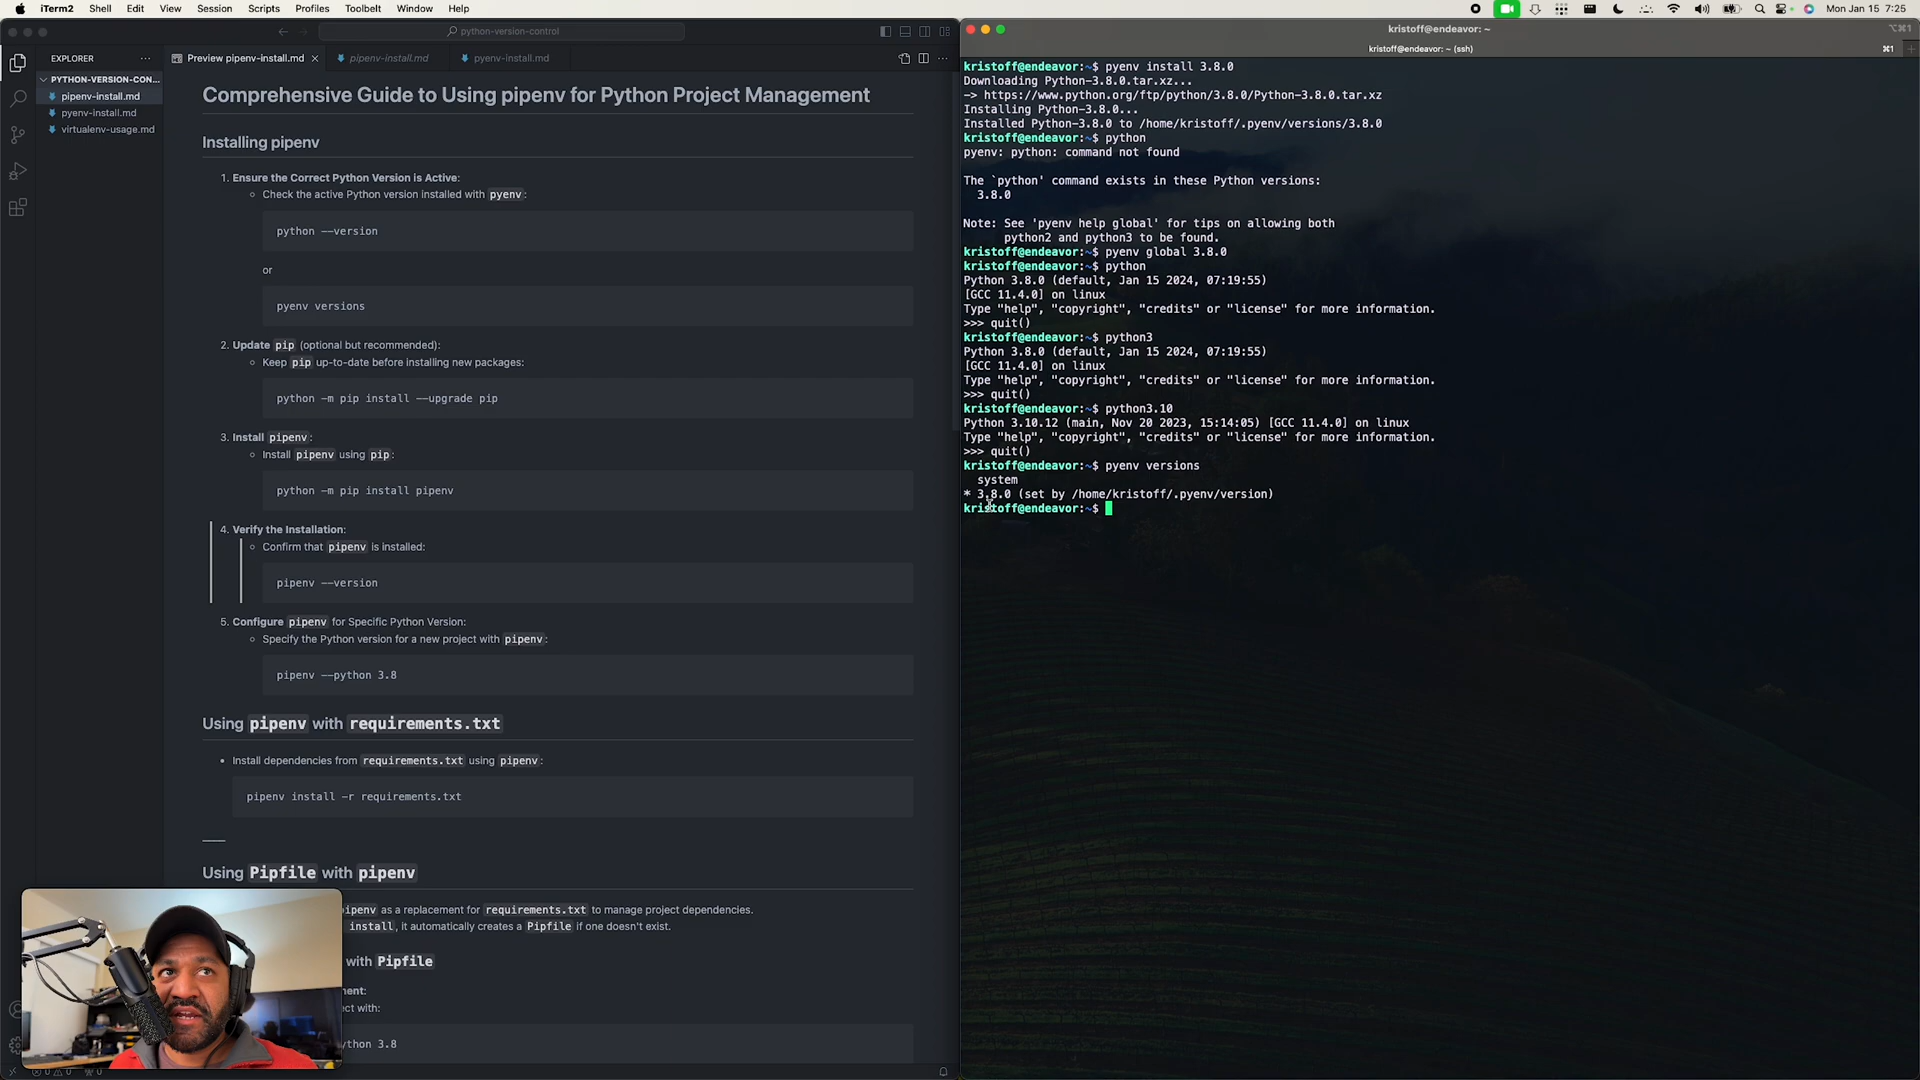 iTerm2 Shell Edit View Session Scripts Profiles Toolbelt Window Help
Mon Jan 15 7:25
python-version-control
EXPLORER
PYTHON-VERSION-CON...
pipenv-install.md
pyenv-install.md
virtualenv-usage.md
Preview pipenv-install.md
pipenv-install.md
pyenv-install.md
Comprehensive Guide to Using pipenv for Python Project Management
Installing pipenv
1. Ensure the Correct Python Version is Active:
Check the active Python version installed with pyenv:
python --version
or
pyenv versions
2. Update pip (optional but recommended):
Keep pip up-to-date before installing new packages:
python -m pip install --upgrade pip
3. Install pipenv:
Install pipenv using pip:
python -m pip install pipenv
4. Verify the Installation:
Confirm that pipenv is installed:
pipenv --version
5. Configure pipenv for Specific Python Version:
Specify the Python version for a new project with pipenv:
pipenv --python 3.8
Using pipenv with requirements.txt
Install dependencies from requirements.txt using pipenv:
pipenv install -r requirements.txt
Using Pipfile with pipenv
pipenv as a replacement for requirements.txt to manage project dependencies.
install, it automatically creates a Pipfile if one doesn't exist.
with Pipfile
ment:
ect with:
ython 3.8
kristoff@endeavor: ~
⌥⌘1
kristoff@endeavor: ~ (ssh)
⌘1
kristoff@endeavor:~$ pyenv install 3.8.0
Downloading Python-3.8.0.tar.xz...
-> https://www.python.org/ftp/python/3.8.0/Python-3.8.0.tar.xz
Installing Python-3.8.0...
Installed Python-3.8.0 to /home/kristoff/.pyenv/versions/3.8.0
kristoff@endeavor:~$ python
pyenv: python: command not found
The `python' command exists in these Python versions:
3.8.0
Note: See 'pyenv help global' for tips on allowing both
python2 and python3 to be found.
kristoff@endeavor:~$ pyenv global 3.8.0
kristoff@endeavor:~$ python
Python 3.8.0 (default, Jan 15 2024, 07:19:55)
[GCC 11.4.0] on linux
Type "help", "copyright", "credits" or "license" for more information.
>>> quit()
kristoff@endeavor:~$ python3
Python 3.8.0 (default, Jan 15 2024, 07:19:55)
[GCC 11.4.0] on linux
Type "help", "copyright", "credits" or "license" for more information.
>>> quit()
kristoff@endeavor:~$ python3.10
Python 3.10.12 (main, Nov 20 2023, 15:14:05) [GCC 11.4.0] on linux
Type "help", "copyright", "credits" or "license" for more information.
>>> quit()
kristoff@endeavor:~$ pyenv versions
system
* 3.8.0 (set by /home/kristoff/.pyenv/version)
kristoff@endeavor:~$